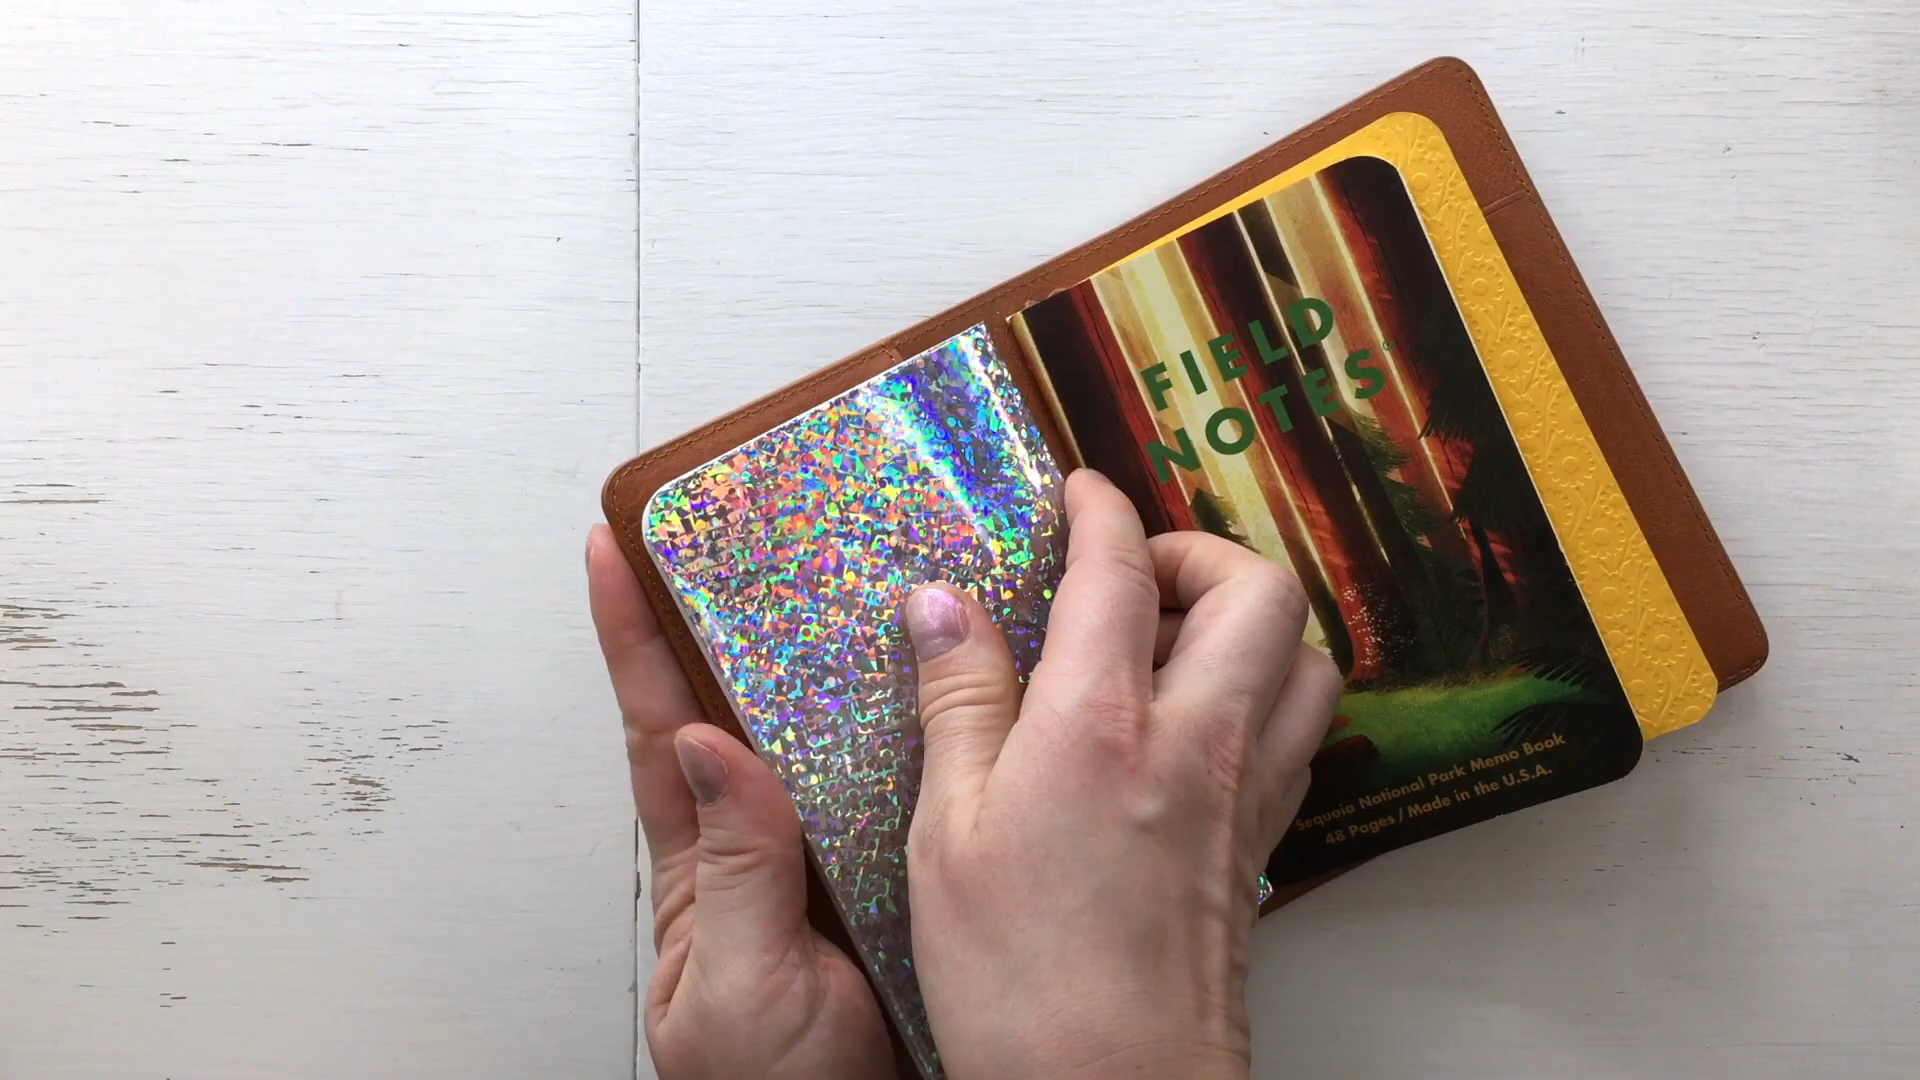 FIELD
NOTES®
Sequoia National Park Memo Book
48 Pages / Made in the U.S.A.